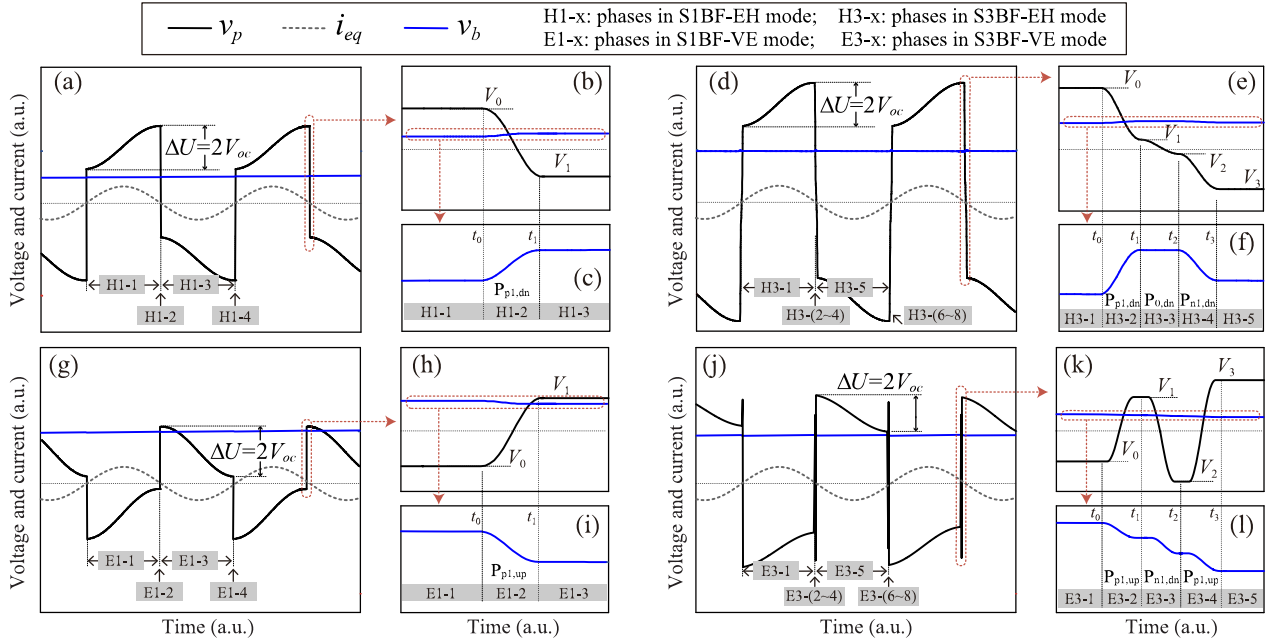 v_p i_eq v_b
H1-x: phases in S1BF-EH mode; H3-x: phases in S3BF-EH mode
E1-x: phases in S1BF-VE mode; E3-x: phases in S3BF-VE mode
Voltage and current (a.u.)
(a)
ΔU=2V_oc
H1-1 H1-3
H1-2 H1-4
(b)
V_0
V_1
t_0 t_1
(c)
P_p1,dn
H1-1 H1-2 H1-3
Voltage and current (a.u.)
(d)
ΔU=2V_oc
H3-1 H3-5
H3-(2~4) H3-(6~8)
(e)
V_0
V_1
V_2
V_3
t_0 t_1 t_2 t_3
(f)
P_p1,dn P_0,dn P_n1,dn
H3-1 H3-2 H3-3 H3-4 H3-5
Voltage and current (a.u.)
(g)
ΔU=2V_oc
E1-1 E1-3
E1-2 E1-4
Time (a.u.)
(h)
V_1
V_0
t_0 t_1
(i)
P_p1,up
E1-1 E1-2 E1-3
Time (a.u.)
Voltage and current (a.u.)
(j)
ΔU=2V_oc
E3-1 E3-5
E3-(2~4) E3-(6~8)
Time (a.u.)
(k)
V_3
V_1
V_0
V_2
t_0 t_1 t_2 t_3
(l)
P_p1,up P_n1,dn P_p1,up
E3-1 E3-2 E3-3 E3-4 E3-5
Time (a.u.)